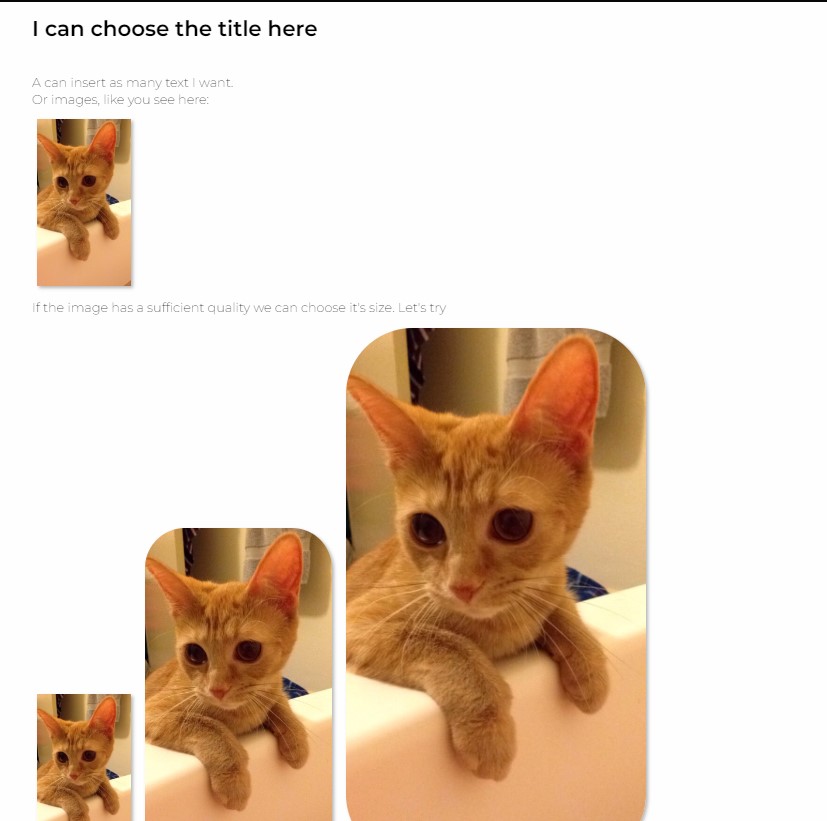 I can choose the title here
A can insert as many text I want.
Or images, like you see here:
If the image has a sufficient quality we can choose it's size. Let's try